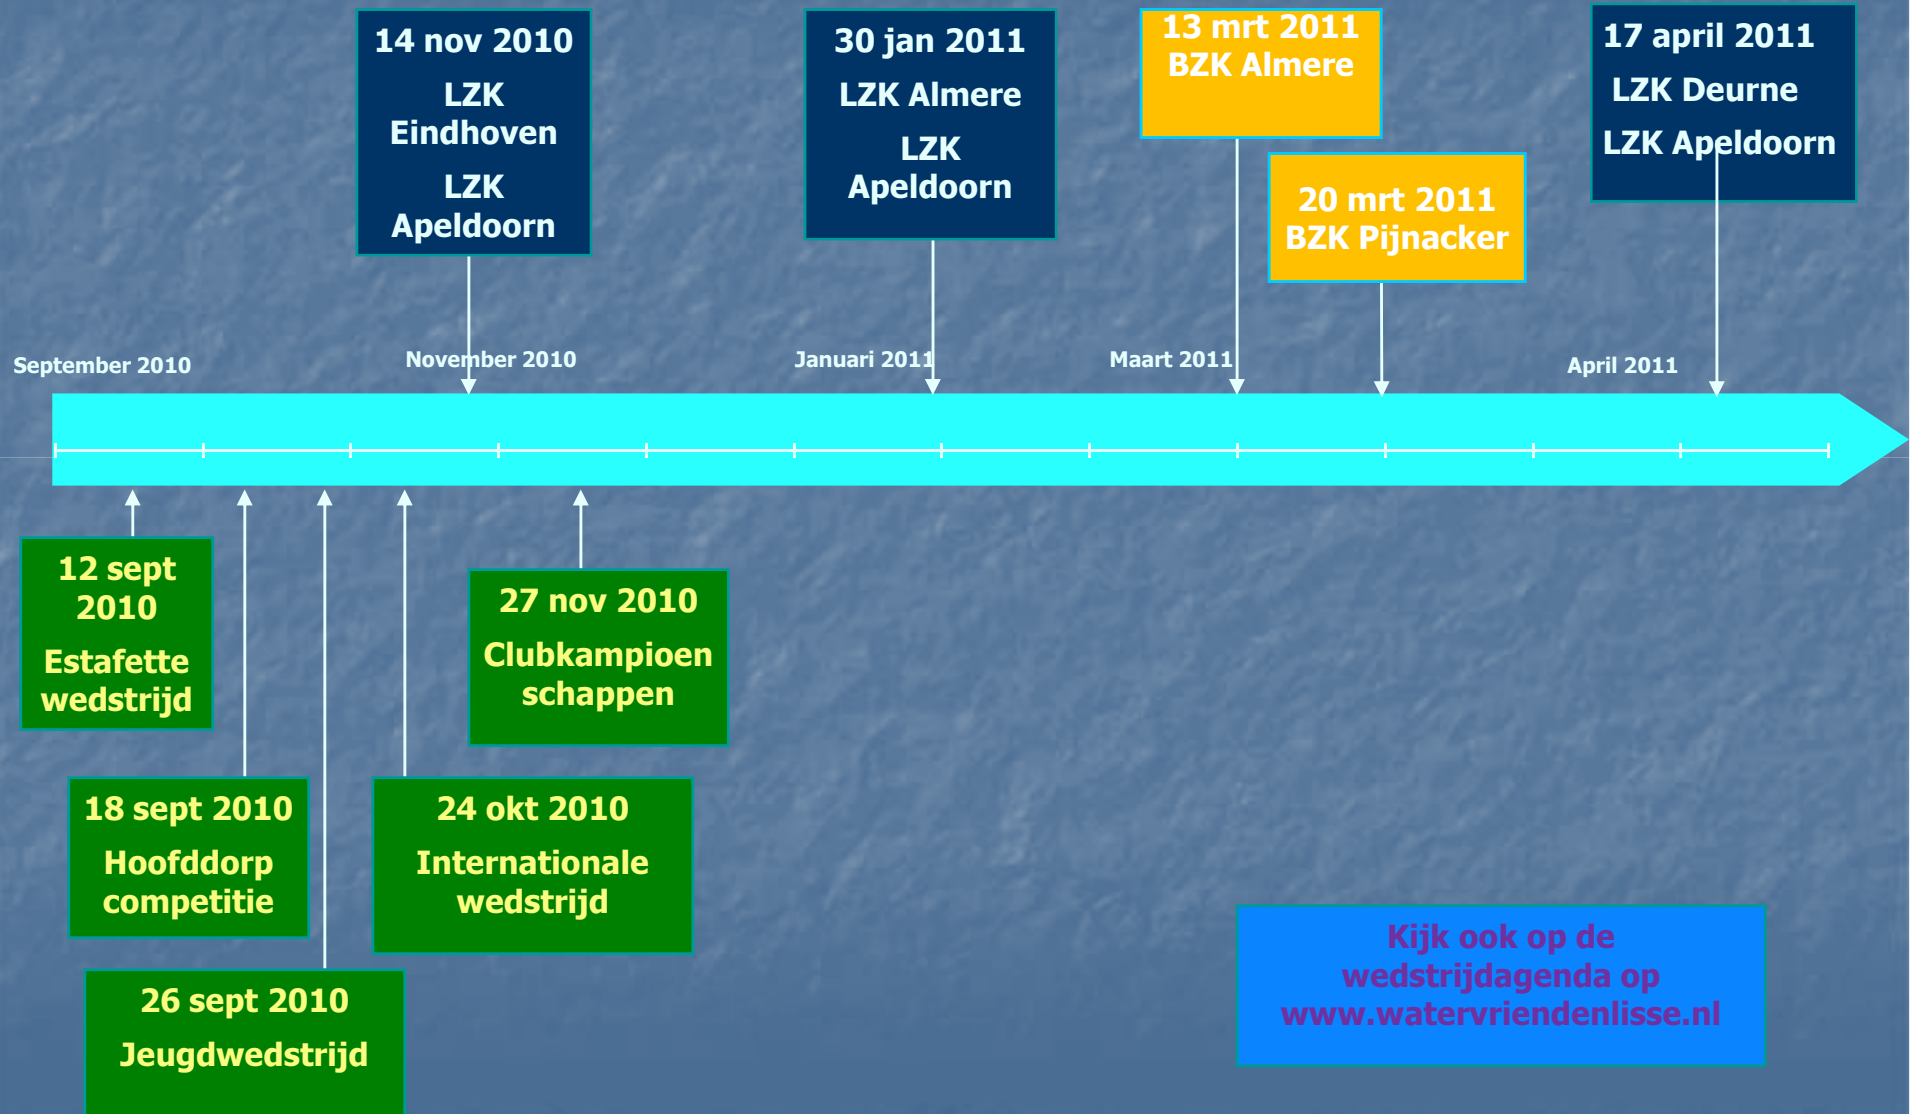 14 nov 2010
LZK
Eindhoven
LZK
Apeldoorn
30 jan 2011
LZK Almere
LZK
Apeldoorn
13 mrt 2011
BZK Almere
20 mrt 2011
BZK Pijnacker
17 april 2011
LZK Deurne
LZK Apeldoorn
September 2010
November 2010
Januari 2011
Maart 2011
April 2011
12 sept
2010
Estafette
wedstrijd
27 nov 2010
Clubkampioen
schappen
18 sept 2010
Hoofddorp
competitie
24 okt 2010
Internationale
wedstrijd
26 sept 2010
Jeugdwedstrijd
Kijk ook op de
wedstrijdagenda op
www.watervriendenlisse.nl